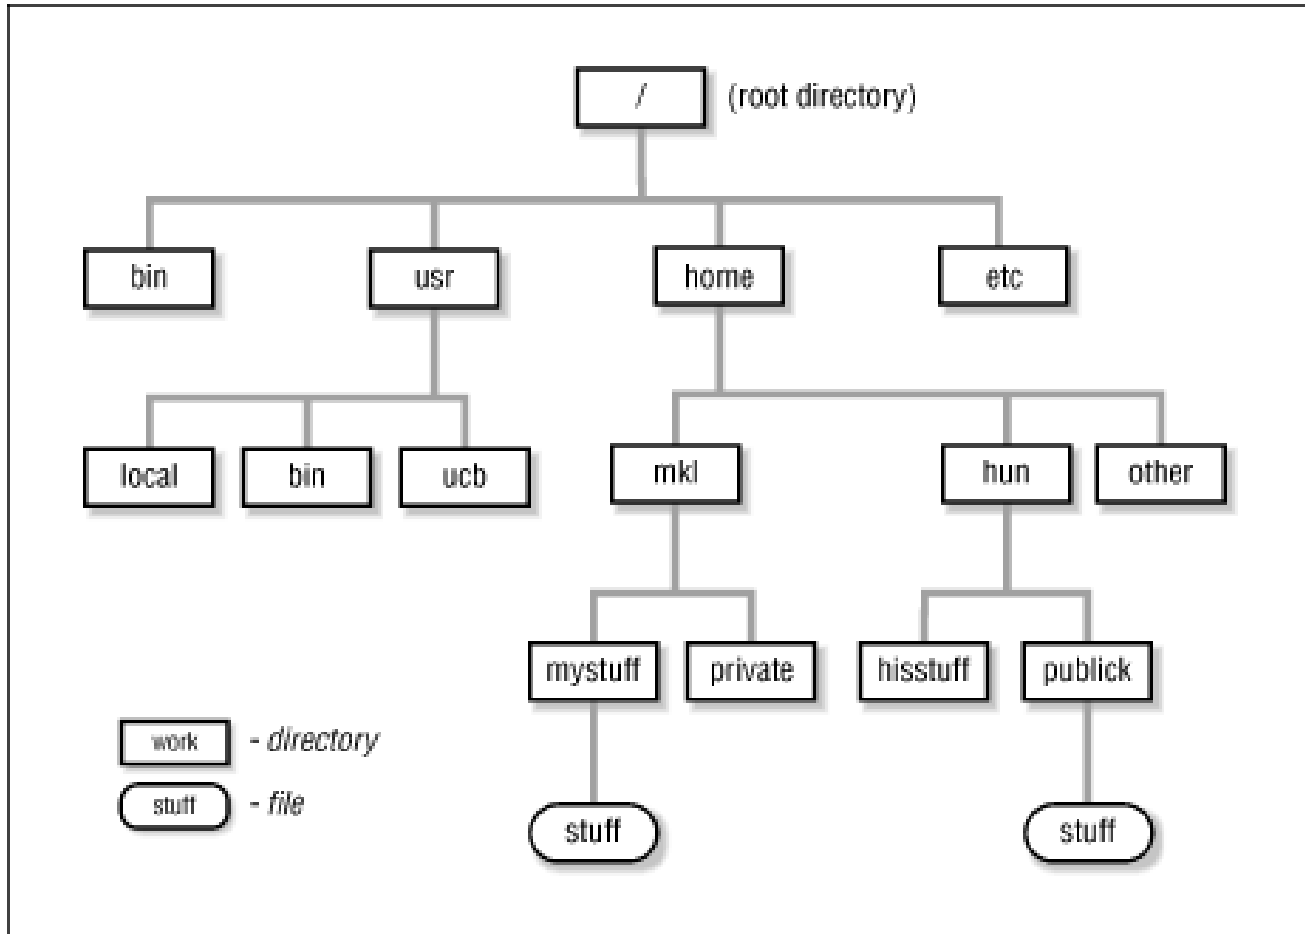 / (root directory)
bin usr home etc
local bin ucb mkl hun other
mystuff private hisstuff publick
work - directory
stuff - file
stuff stuff